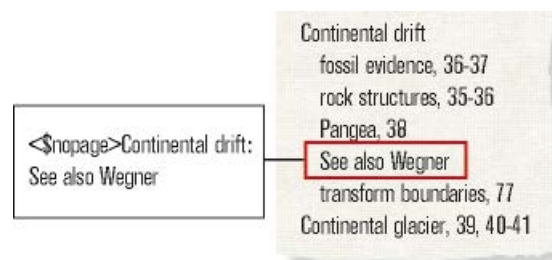 <$nopage>Continental drift:
See also Wegner
Continental drift
fossil evidence, 36-37
rock structures, 35-36
Pangea, 38
See also Wegner
transform boundaries, 77
Continental glacier, 39, 40-41